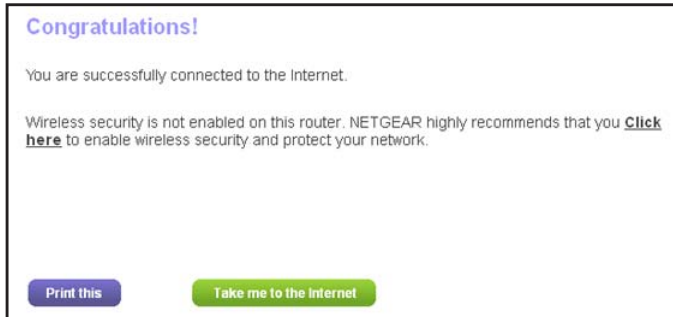 Congratulations!
You are successfully connected to the Internet.
Wireless security is not enabled on this router. NETGEAR highly recommends that you Click
here to enable wireless security and protect your network.
Print this
Take me to the Internet